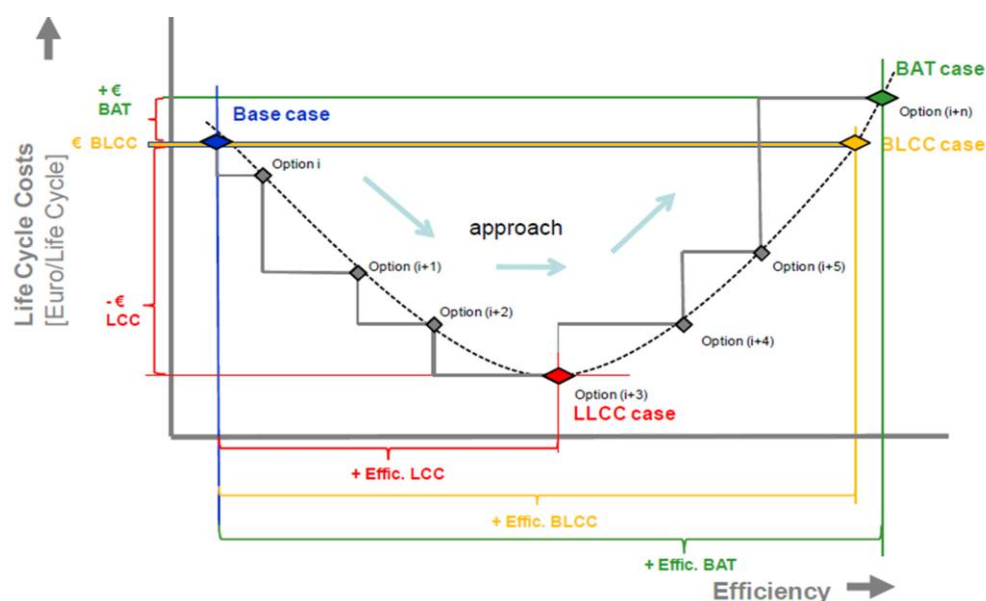 + €
BAT
€ BLCC
- €
LCC
Life Cycle Costs
[Euro/Life Cycle]
Base case
BAT case
Option (i+n)
BLCC case
Option i
approach
Option (i+1)
Option (i+5)
Option (i+2)
Option (i+4)
Option (i+3)
LLCC case
+ Effic. LCC
+ Effic. BLCC
+ Effic. BAT
Efficiency